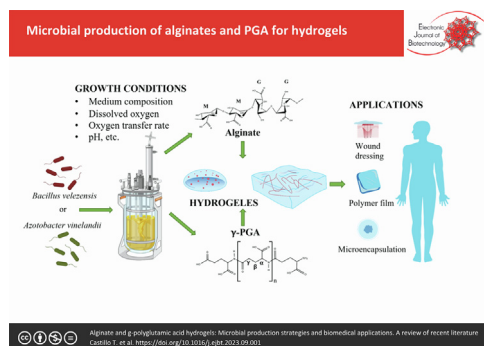 Microbial production of alginates and PGA for hydrogels
Electronic
Journal of
Biotechnology
GROWTH CONDITIONS
• Medium composition
• Dissolved oxygen
• Oxygen transfer rate
• pH, etc.
Bacillus velezensis
or
Azotobacter vinelandii
M
M
G
G
Alginate
HYDROGELES
γ-PGA
γ
β
α
n
APPLICATIONS
Wound
dressing
Polymer film
Microencapsulation
Alginate and g-polyglutamic acid hydrogels: Microbial production strategies and biomedical applications. A review of recent literature
Castillo T. et al. https://doi.org/10.1016/j.ejbt.2023.09.001